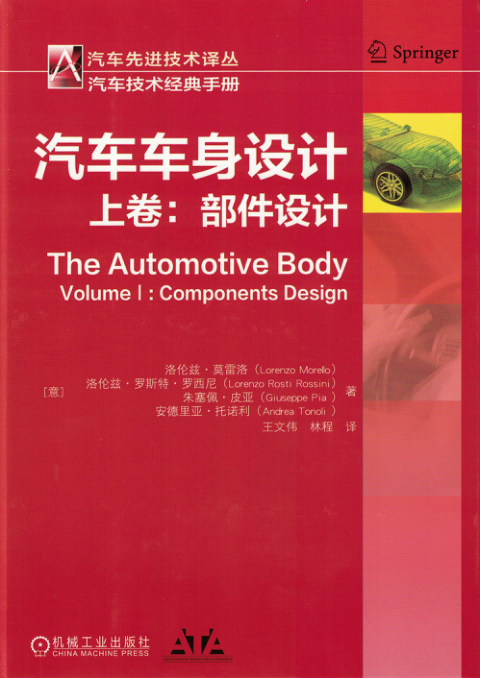 汽车先进技术译丛
汽车技术经典手册
Springer
汽车车身设计
上卷：部件设计
The Automotive Body
Volume I : Components Design
洛伦兹·莫雷洛（Lorenzo Morello）
[意] 洛伦兹·罗斯特·罗西尼（Lorenzo Rosti Rossini） 著
朱塞佩·皮亚（Giuseppe Pia ）
安德里亚·托诺利（Andrea Tonoli ）
王文伟 林程 译
机械工业出版社
CHINA MACHINE PRESS
ATA